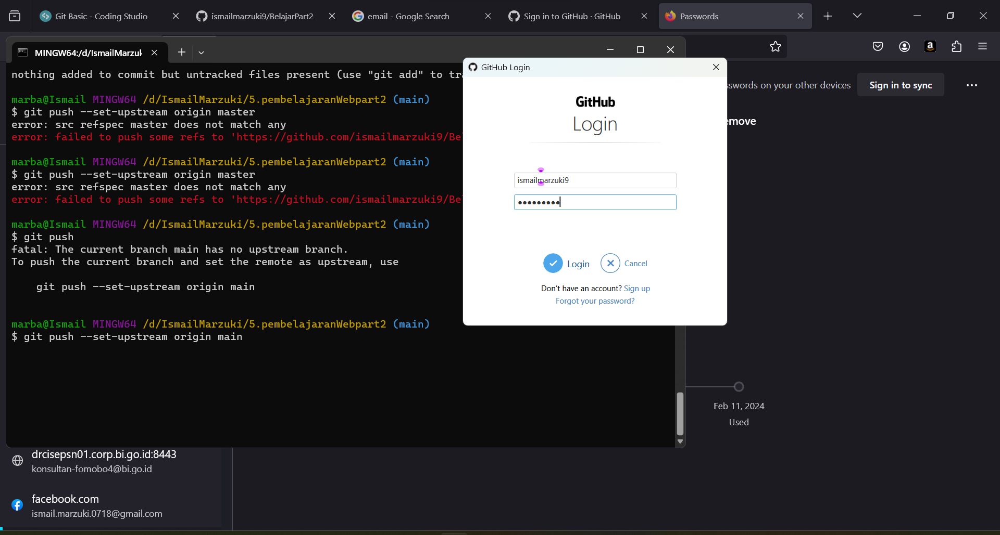 Git Basic - Coding Studio
ismailmarzuki9/BelajarPart2
email - Google Search
Sign in to GitHub · GitHub
Passwords
MINGW64:/d/IsmailMarzuk
nothing added to commit but untracked files present (use "git add" to tra
marba@Ismail MINGW64 /d/IsmailMarzuki/5.pembelajaranWebpart2 (main)
$ git push --set-upstream origin master
error: src refspec master does not match any
error: failed to push some refs to 'https://github.com/ismailmarzuki9/Be
marba@Ismail MINGW64 /d/IsmailMarzuki/5.pembelajaranWebpart2 (main)
$ git push --set-upstream origin master
error: src refspec master does not match any
error: failed to push some refs to 'https://github.com/ismailmarzuki9/Be
marba@Ismail MINGW64 /d/IsmailMarzuki/5.pembelajaranWebpart2 (main)
$ git push
fatal: The current branch main has no upstream branch.
To push the current branch and set the remote as upstream, use
git push --set-upstream origin main
marba@Ismail MINGW64 /d/IsmailMarzuki/5.pembelajaranWebpart2 (main)
$ git push --set-upstream origin main
GitHub Login
GitHub
Login
ismailmarzuki9
Login
Cancel
Don't have an account? Sign up
Forgot your password?
sswords on your other devices
Sign in to sync
emove
Feb 11, 2024
Used
drcisepsn01.corp.bi.go.id:8443
konsultan-fomobo4@bi.go.id
facebook.com
ismail.marzuki.0718@gmail.com